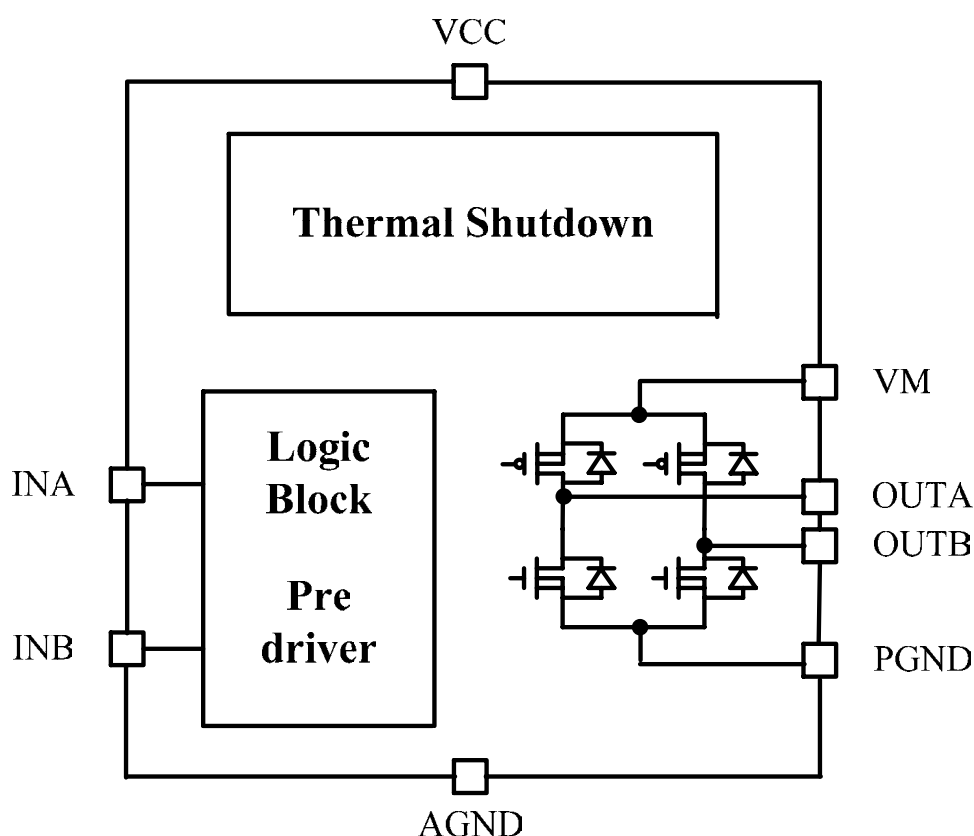 VCC
Thermal Shutdown
VM
Logic
Block
INA
OUTA
OUTB
Pre
driver
INB
PGND
AGND